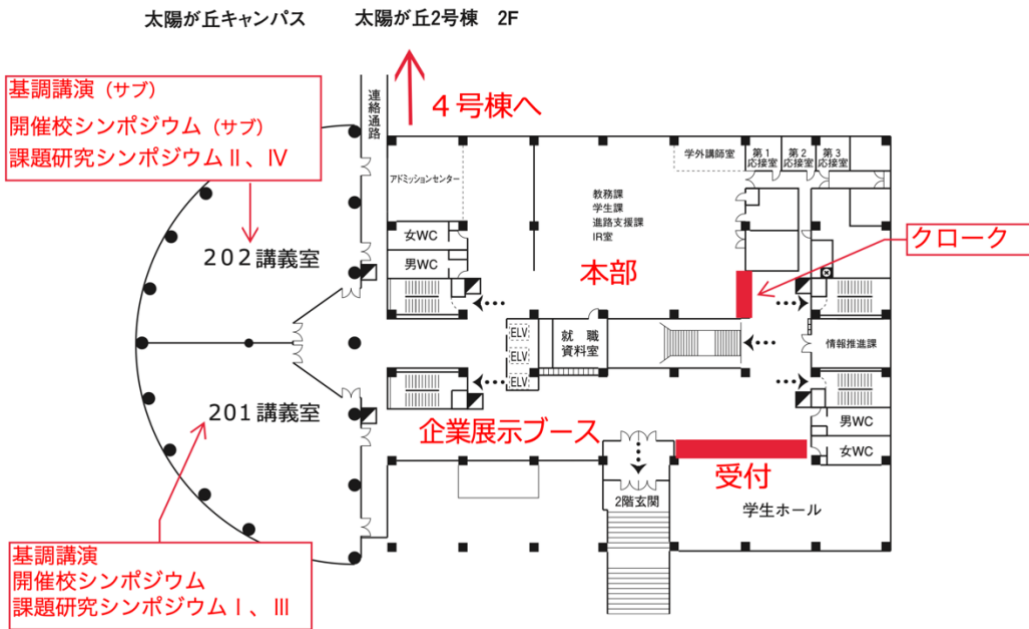 太陽が丘キャンパス　太陽が丘2号棟　2F
基調講演（サブ）
開催校シンポジウム（サブ）
課題研究シンポジウムⅡ、Ⅳ
連絡通路
４号棟へ
アドミッションセンター
学外講師室
第1応接室
第2応接室
第3応接室
教務課
学生課
進路支援課
IR室
女WC
男WC
202講義室
本部
クローク
ELV
ELV
ELV
就職
資料室
情報推進課
201講義室
企業展示ブース
受付
男WC
女WC
2階玄関
学生ホール
基調講演
開催校シンポジウム
課題研究シンポジウムⅠ、Ⅲ